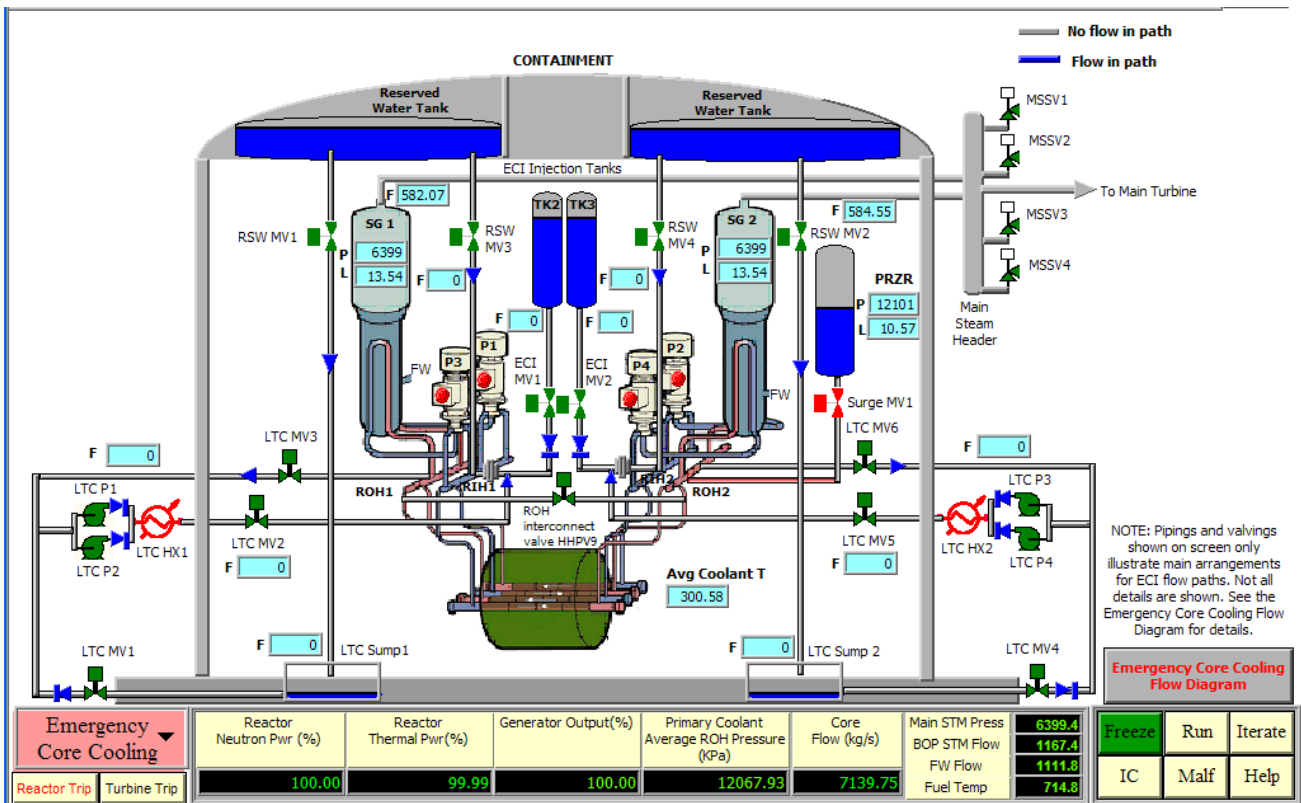 No flow in path
Flow in path
CONTAINMENT
Reserved
Water Tank
Reserved
Water Tank
MSSV1
MSSV2
MSSV3
MSSV4
ECI Injection Tanks
To Main Turbine
Main
Steam
Header
F 582.07
F 584.55
RSW MV1
SG 1
P 6399
L 13.54
RSW
MV3
F 0
TK2
TK3
F 0
RSW
MV4
SG 2
P 6399
L 13.54
RSW MV2
PRZR
P 12101
L 10.57
F 0
F 0
P1
P3
FW
ECI
MV1
ECI
MV2
P2
P4
FW
Surge MV1
LTC MV3
F 0
LTC MV6
F 0
LTC P1
LTC P2
LTC HX1
LTC MV2
F 0
ROH1
RIH1
ROH
interconnect
valve HHPV9
RIH2
ROH2
LTC MV5
F 0
LTC HX2
LTC P3
LTC P4
Avg Coolant T
300.58
NOTE: Pipings and valvings
shown on screen only
illustrate main arrangements
for ECI flow paths. Not all
details are shown. See the
Emergency Core Cooling Flow
Diagram for details.
LTC MV1
F 0
LTC Sump1
F 0
LTC Sump 2
LTC MV4
Emergency Core Cooling
Flow Diagram
Emergency
Core Cooling
Reactor Trip
Turbine Trip
Reactor
Neutron Pwr (%)
100.00
Reactor
Thermal Pwr(%)
99.99
Generator Output(%)
100.00
Primary Coolant
Average ROH Pressure
(KPa)
12067.93
Core
Flow (kg/s)
7139.75
Main STM Press 6399.4
BOP STM Flow 1167.4
FW Flow 1111.8
Fuel Temp 714.8
Freeze
Run
Iterate
IC
Malf
Help